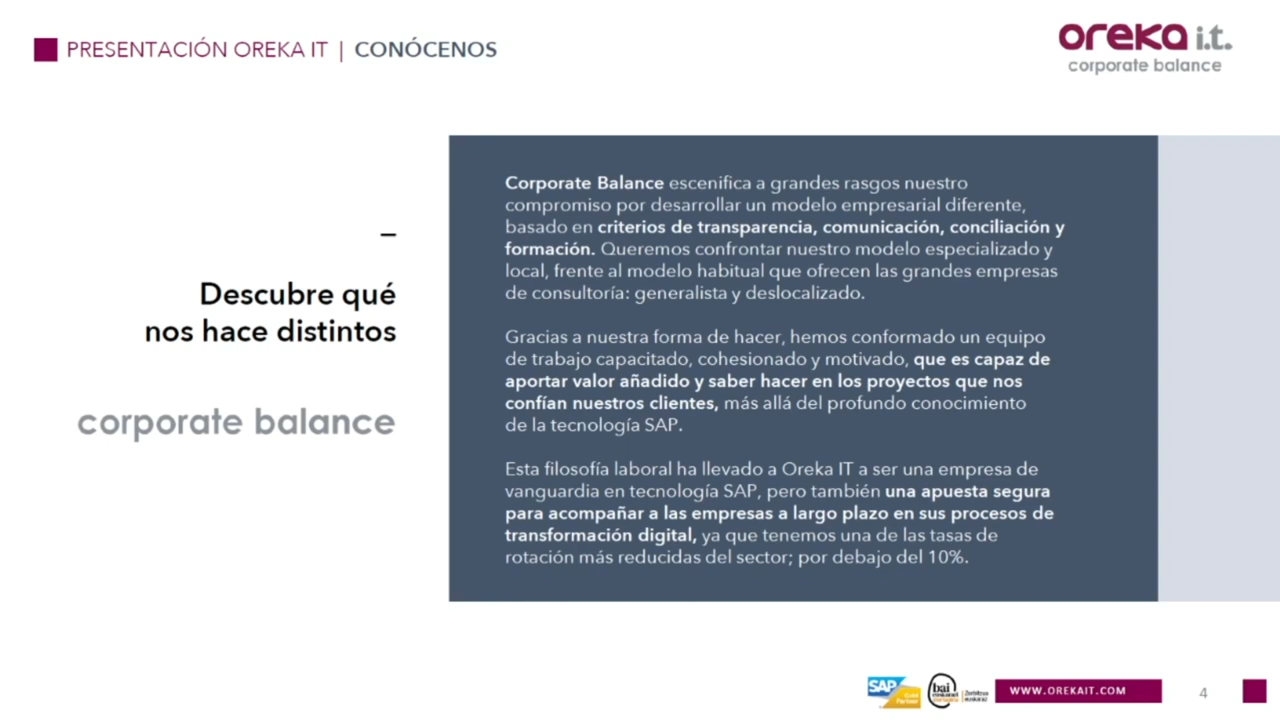 PRESENTACIÓN OREKA IT | CONÓCENOS
oreka i.t.
corporate balance
Descubre qué
nos hace distintos
corporate balance
Corporate Balance escenifica a grandes rasgos nuestro
compromiso por desarrollar un modelo empresarial diferente,
basado en criterios de transparencia, comunicación, conciliación y
formación. Queremos confrontar nuestro modelo especializado y
local, frente al modelo habitual que ofrecen las grandes empresas
de consultoría: generalista y deslocalizado.
Gracias a nuestra forma de hacer, hemos conformado un equipo
de trabajo capacitado, cohesionado y motivado, que es capaz de
aportar valor añadido y saber hacer en los proyectos que nos
confían nuestros clientes, más allá del profundo conocimiento
de la tecnología SAP.
Esta filosofía laboral ha llevado a Oreka IT a ser una empresa de
vanguardia en tecnología SAP, pero también una apuesta segura
para acompañar a las empresas a largo plazo en sus procesos de
transformación digital, ya que tenemos una de las tasas de
rotación más reducidas del sector; por debajo del 10%.
SAP
bai
WWW.OREKAIT.COM
4